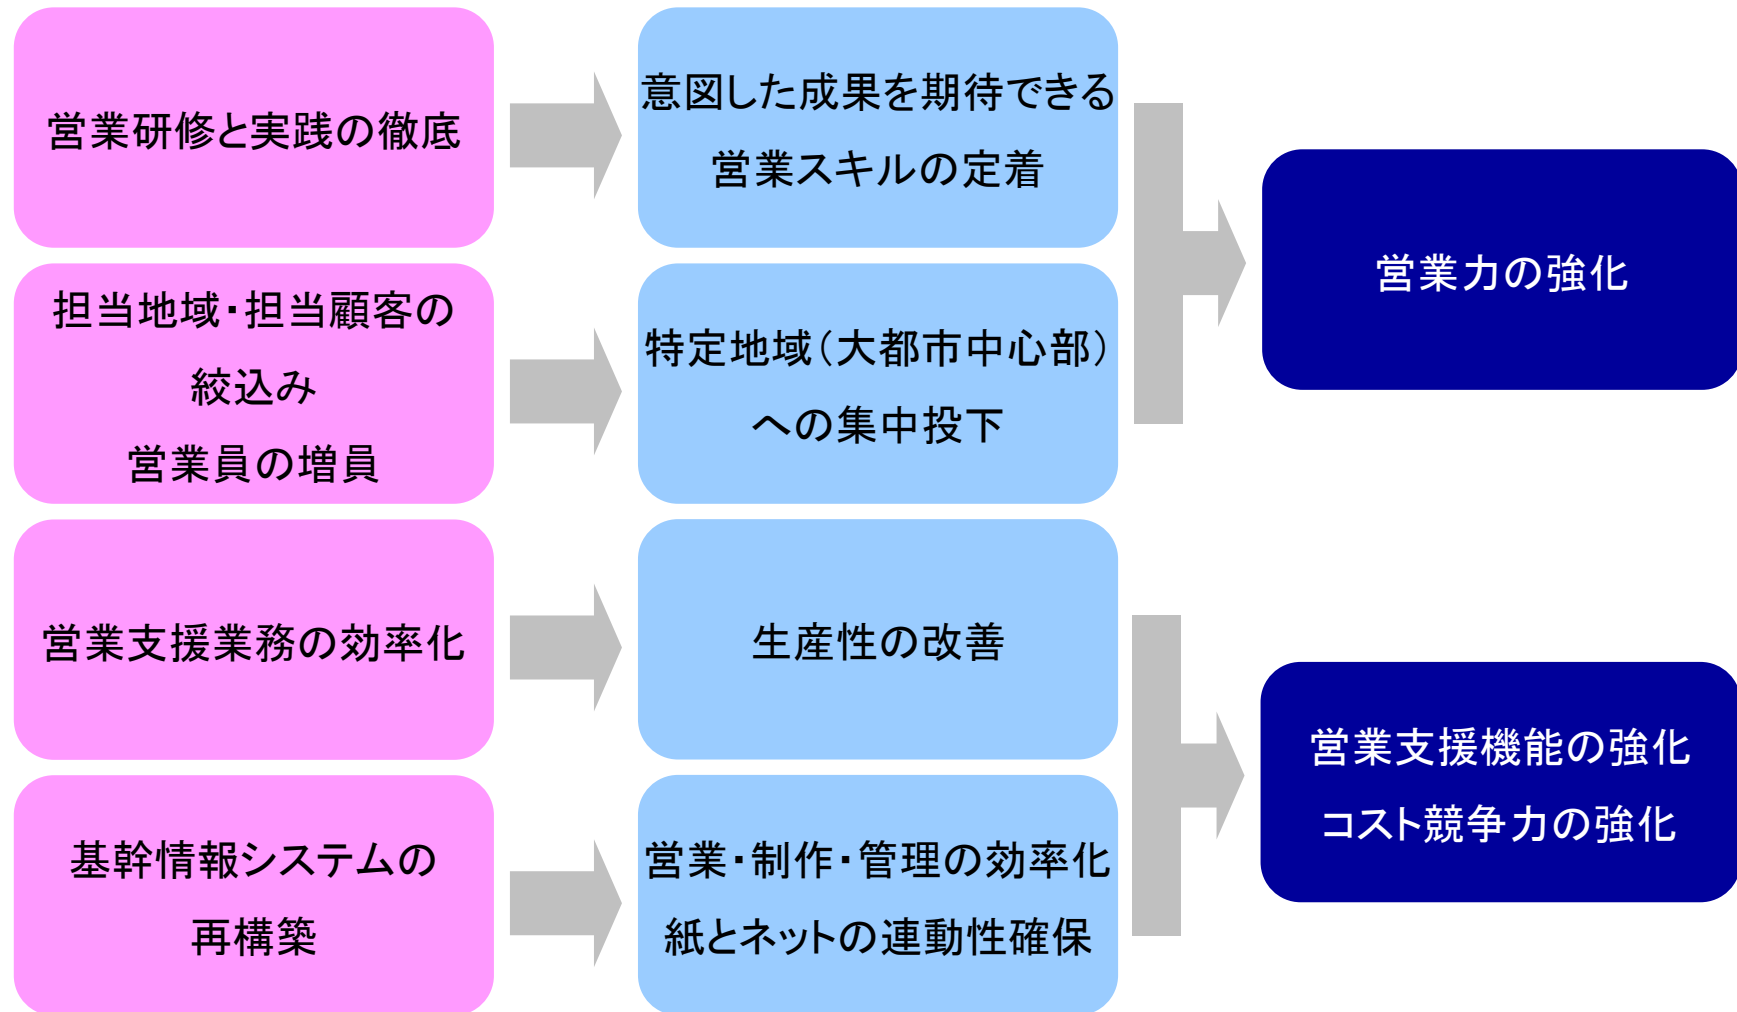 営業研修と実践の徹底
意図した成果を期待できる
営業スキルの定着
担当地域・担当顧客の
絞込み
営業員の増員
特定地域（大都市中心部）
への集中投下
営業力の強化
営業支援業務の効率化
生産性の改善
基幹情報システムの
再構築
営業・制作・管理の効率化
紙とネットの連動性確保
営業支援機能の強化
コスト競争力の強化